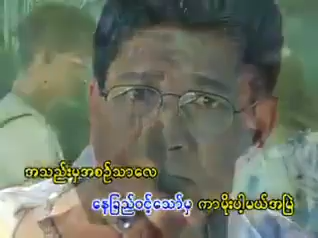 အသည်းမှအစဉ်သာလေ
နေခြည်ဝင့်သော်မှ ကာမိုးပါ့မယ်အမြဲ